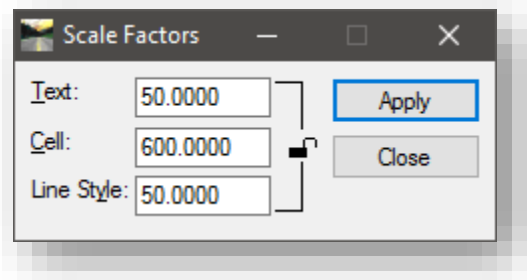 Scale Factors
Text: 50.0000
Apply
Cell: 600.0000
Close
Line Style: 50.0000